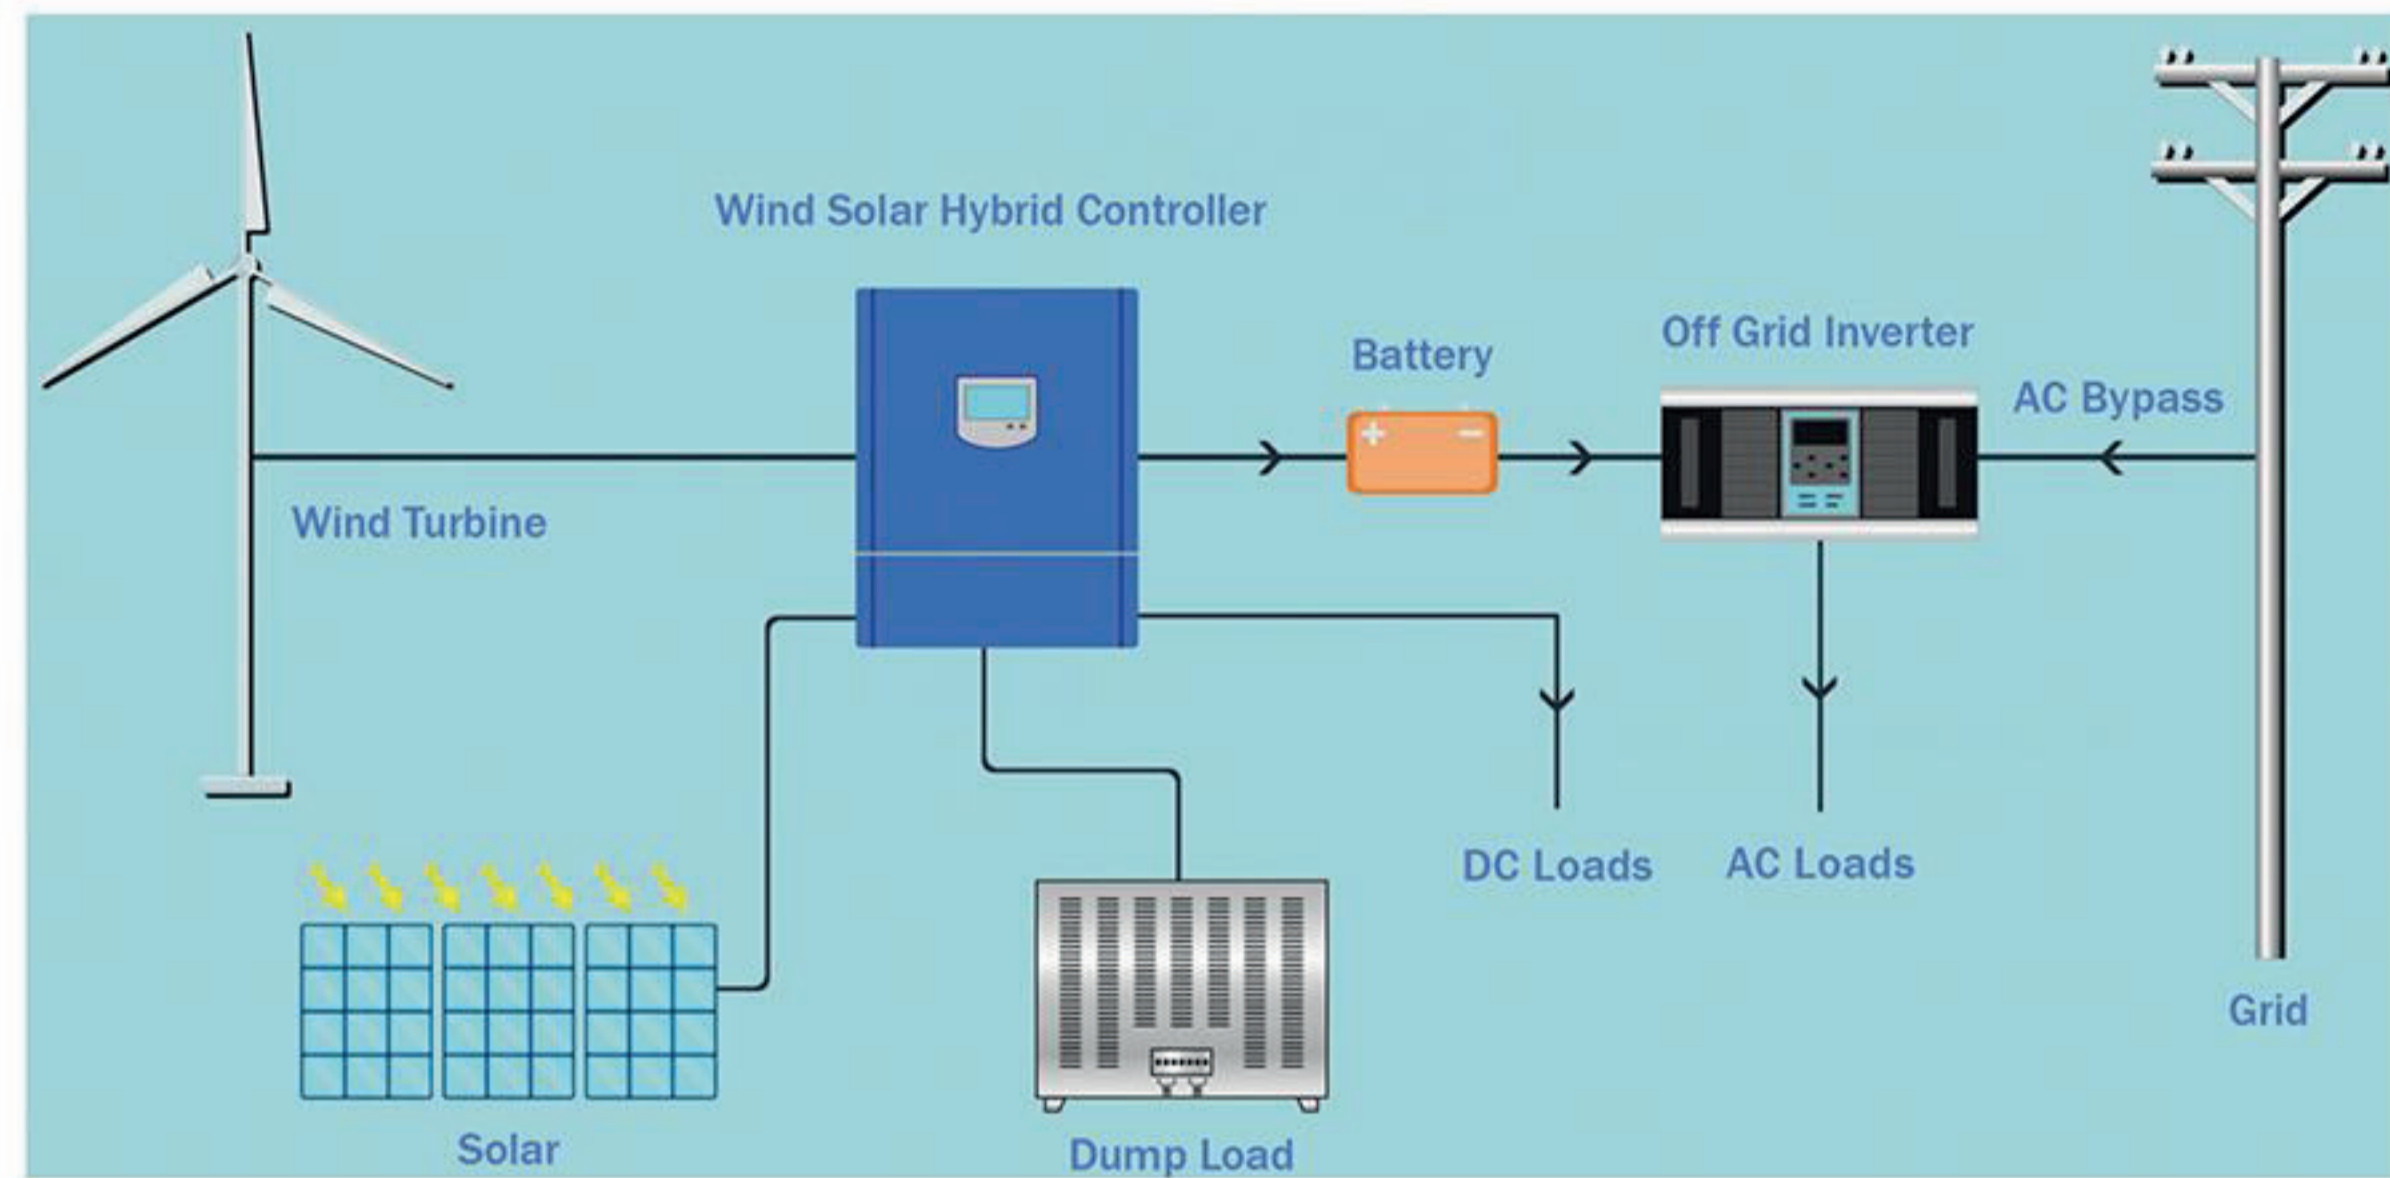 Wind Solar Hybrid Controller
Battery
Off Grid Inverter
AC Bypass
Wind Turbine
DC Loads
AC Loads
Grid
Solar
Dump Load